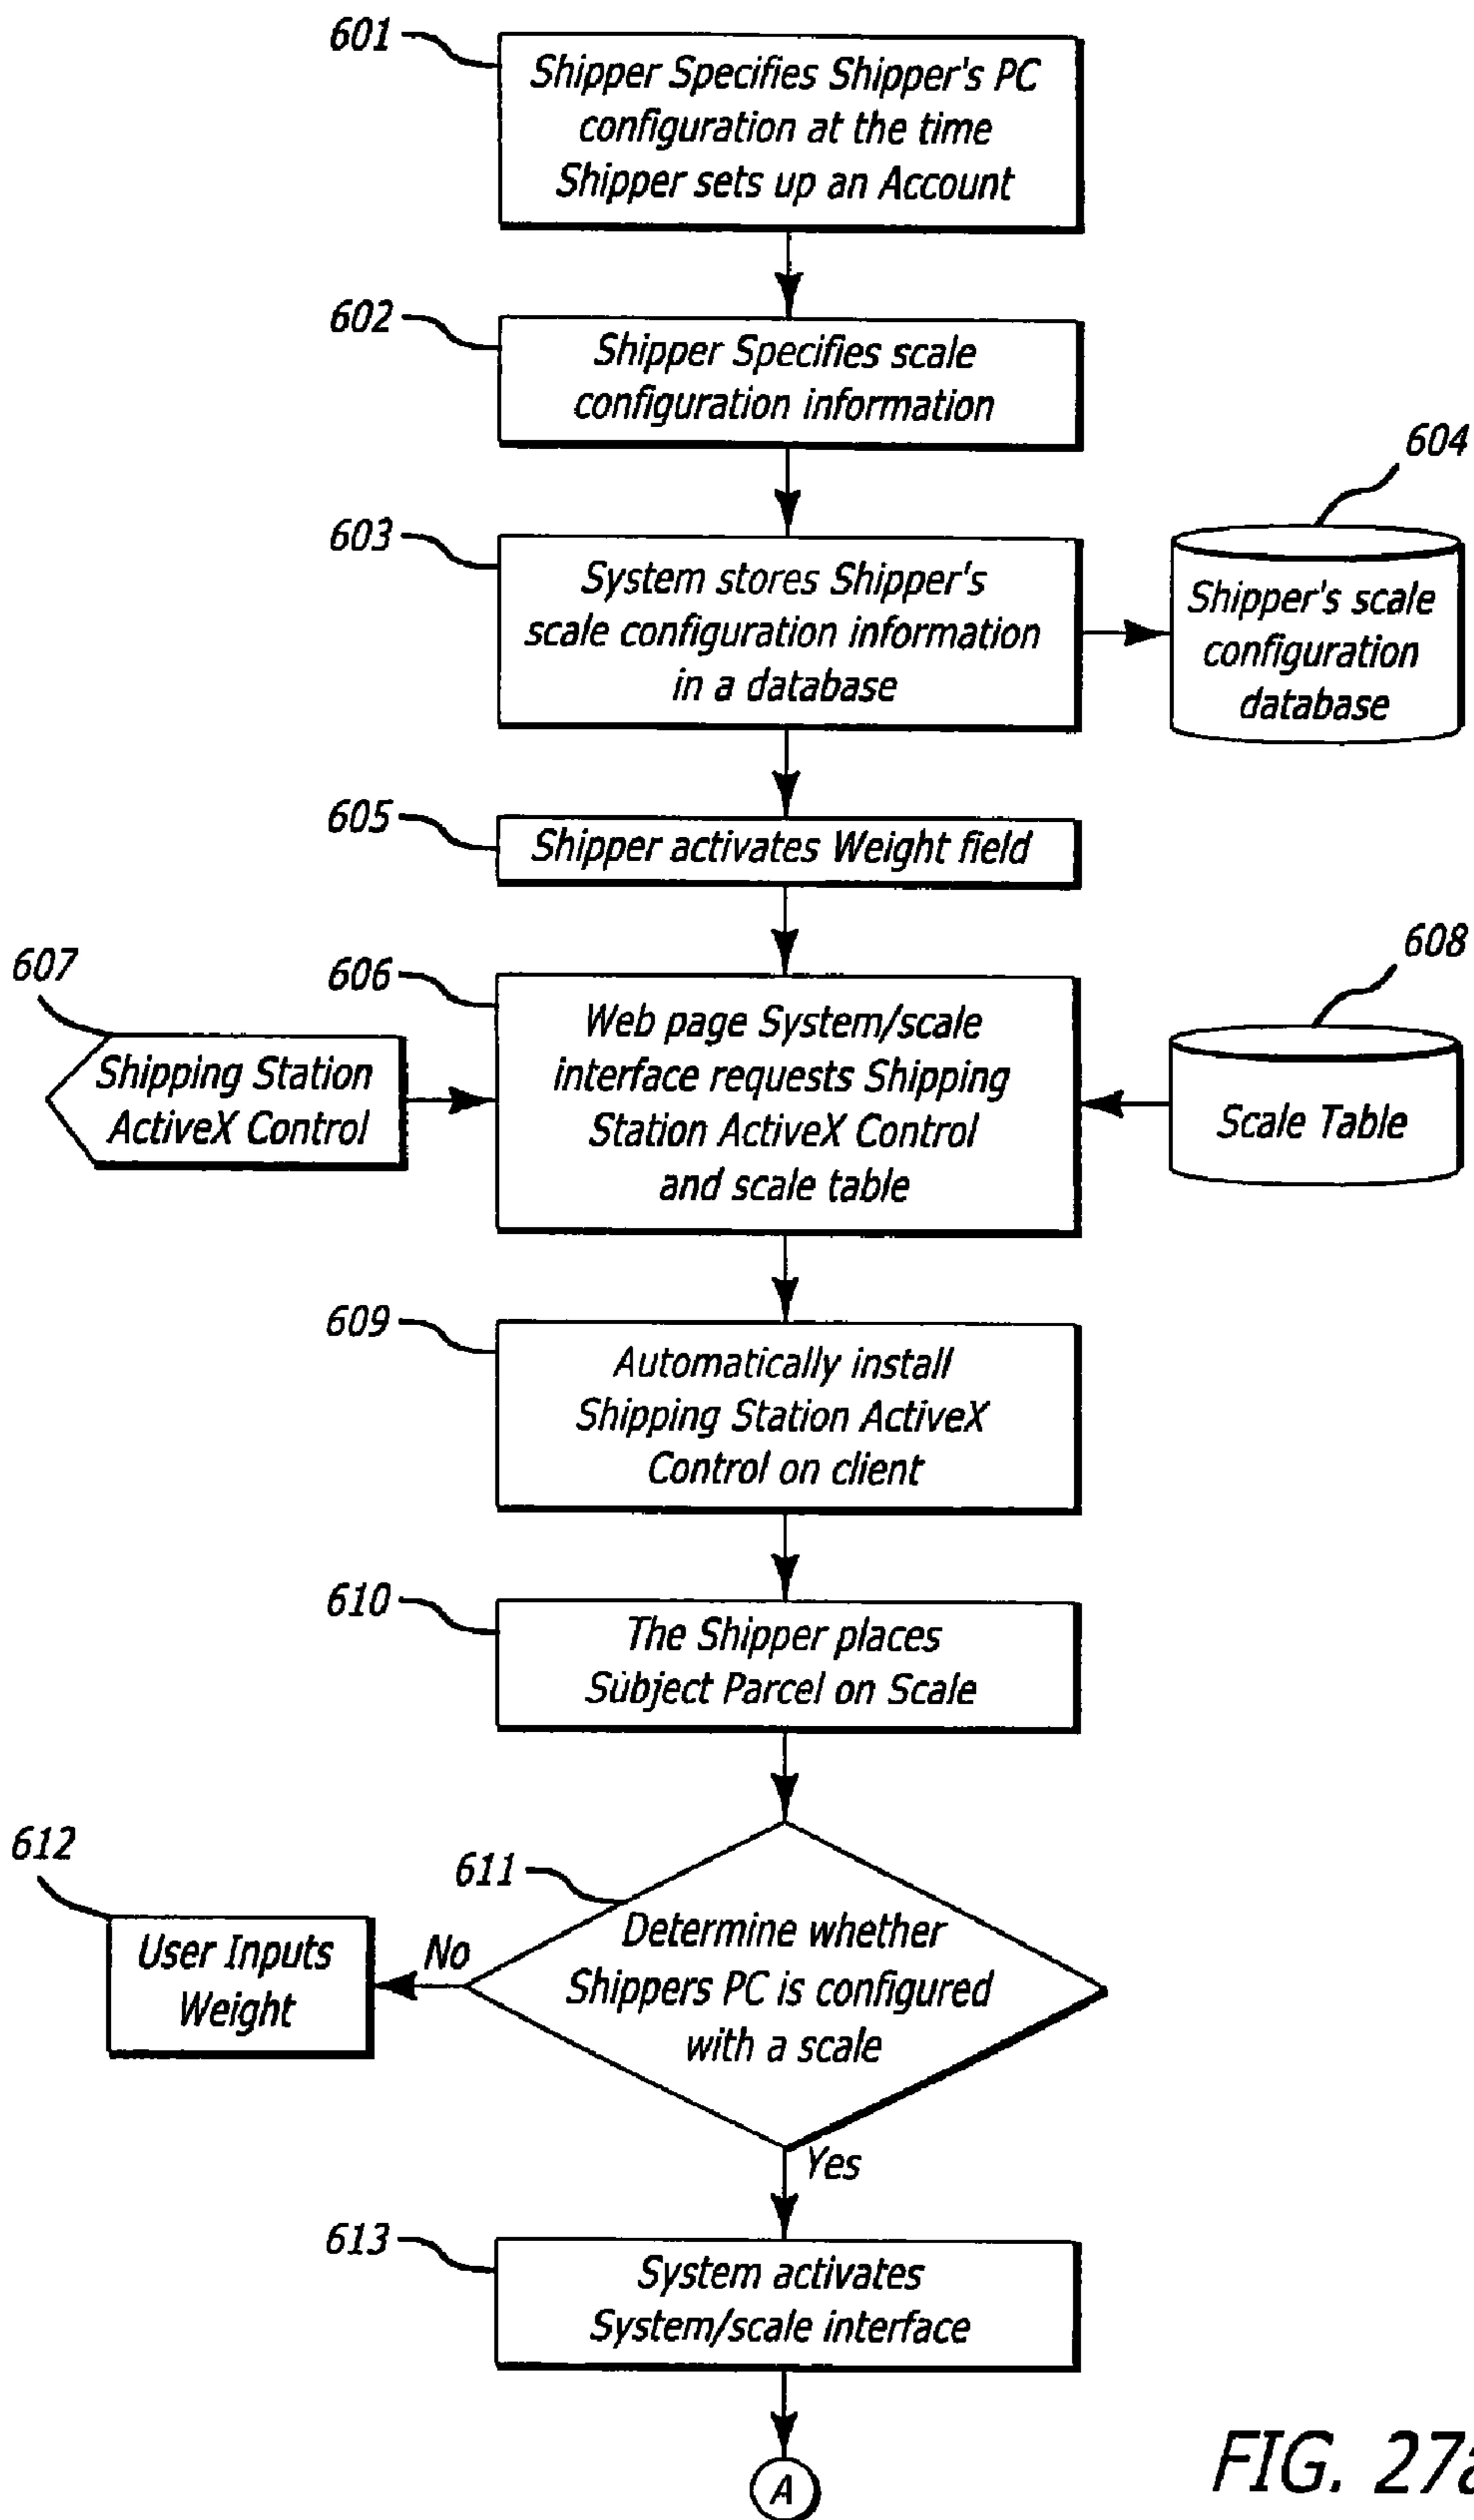 601
Shipper Specifies Shipper's PC
configuration at the time
Shipper sets up an Account
602
Shipper Specifies scale
configuration information
603
System stores Shipper's
scale configuration information
in a database
604
Shipper's scale
configuration
database
605
Shipper activates Weight field
607
Shipping Station
ActiveX Control
606
Web page System/scale
interface requests Shipping
Station ActiveX Control
and scale table
608
Scale Table
609
Automatically install
Shipping Station ActiveX
Control on client
610
The Shipper places
Subject Parcel on Scale
611
Determine whether
Shippers PC is configured
with a scale
No
612
User Inputs
Weight
Yes
613
System activates
System/scale interface
A
FIG. 27a